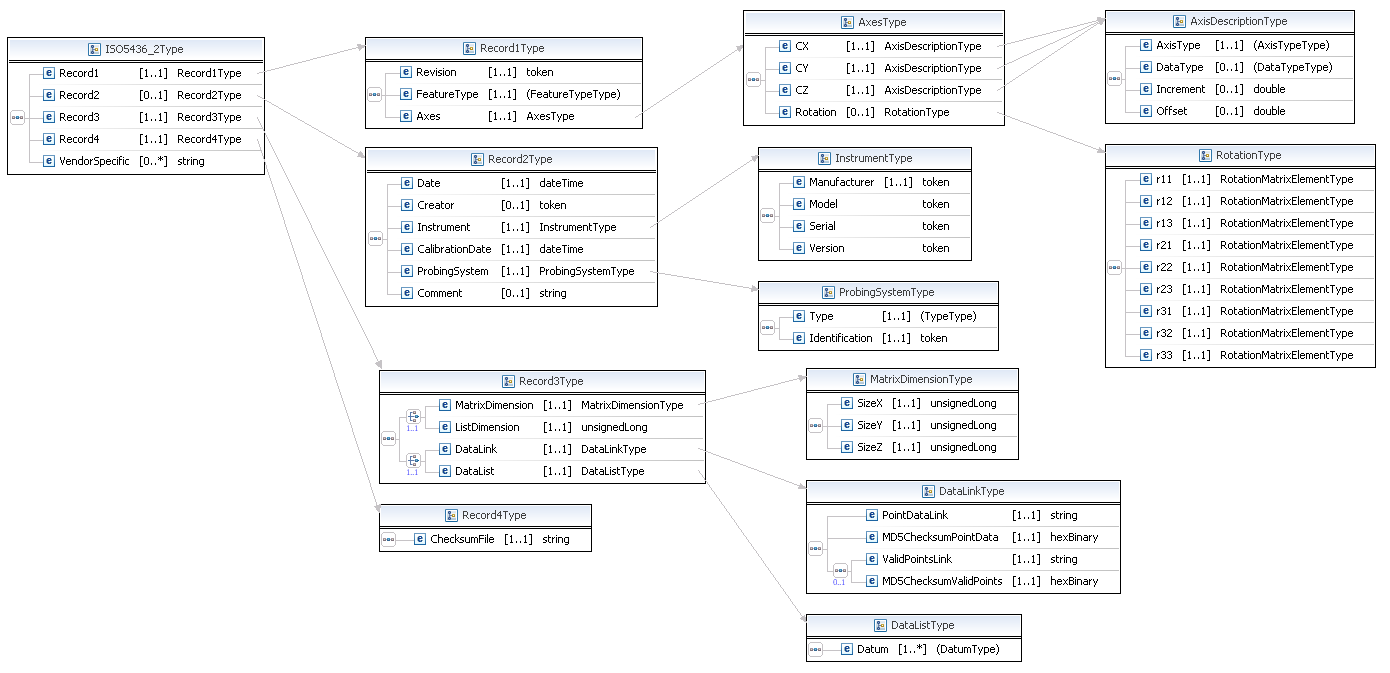 ISO5436_2Type
Record1 [1..1] Record1Type
Record2 [0..1] Record2Type
Record3 [1..1] Record3Type
Record4 [1..1] Record4Type
VendorSpecific [0..*] string
Record1Type
Revision [1..1] token
FeatureType [1..1] (FeatureTypeType)
Axes [1..1] AxesType
AxesType
CX [1..1] AxisDescriptionType
CY [1..1] AxisDescriptionType
CZ [1..1] AxisDescriptionType
Rotation [0..1] RotationType
AxisDescriptionType
AxisType [1..1] (AxisTypeType)
DataType [0..1] (DataTypeType)
Increment [0..1] double
Offset [0..1] double
Record2Type
Date [1..1] dateTime
Creator [0..1] token
Instrument [1..1] InstrumentType
CalibrationDate [1..1] dateTime
ProbingSystem [1..1] ProbingSystemType
Comment [0..1] string
InstrumentType
Manufacturer [1..1] token
Model token
Serial token
Version token
RotationType
r11 [1..1] RotationMatrixElementType
r12 [1..1] RotationMatrixElementType
r13 [1..1] RotationMatrixElementType
r21 [1..1] RotationMatrixElementType
r22 [1..1] RotationMatrixElementType
r23 [1..1] RotationMatrixElementType
r31 [1..1] RotationMatrixElementType
r32 [1..1] RotationMatrixElementType
r33 [1..1] RotationMatrixElementType
ProbingSystemType
Type [1..1] (TypeType)
Identification [1..1] token
Record3Type
MatrixDimension [1..1] MatrixDimensionType
1..1
ListDimension [1..1] unsignedLong
DataLink [1..1] DataLinkType
1..1
DataList [1..1] DataListType
MatrixDimensionType
SizeX [1..1] unsignedLong
SizeY [1..1] unsignedLong
SizeZ [1..1] unsignedLong
Record4Type
ChecksumFile [1..1] string
DataLinkType
PointDataLink [1..1] string
MD5ChecksumPointData [1..1] hexBinary
ValidPointsLink [1..1] string
0..1
MD5ChecksumValidPoints [1..1] hexBinary
DataListType
Datum [1..*] (DatumType)